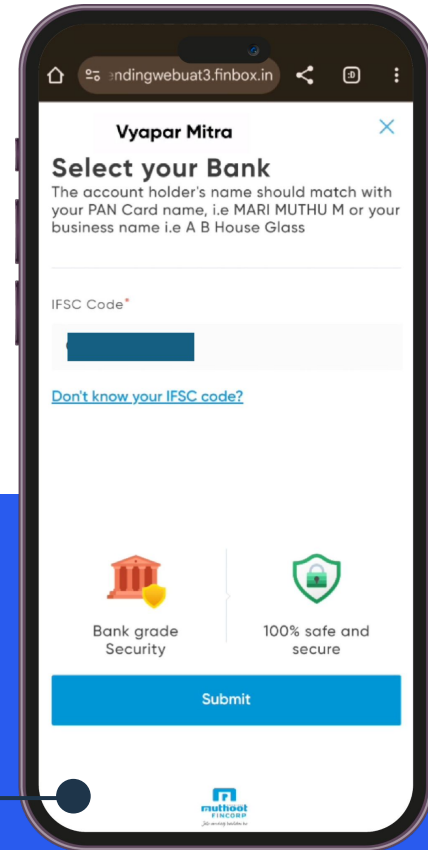 ndingwebuat3.finbox.in
:D
Vyapar Mitra
Select your Bank
The account holder's name should match with
your PAN Card name, i.e MARI MUTHU M or your
business name i.e A B House Glass
IFSC Code*
Don't know your IFSC code?
Bank grade
Security
100% safe and
secure
Submit
muthoot
FINCORP